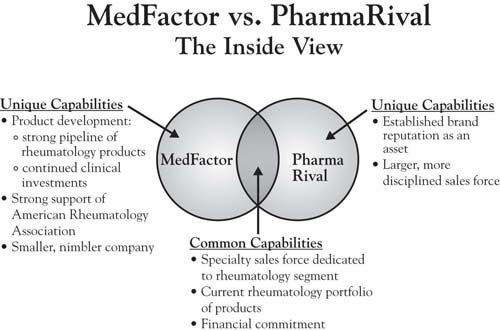 MedFactor vs. PharmaRival
The Inside View
Unique Capabilities
• Product development:
◦ strong pipeline of
rheumatology products
◦ continued clinical
investments
• Strong support of
American Rheumatology
Association
• Smaller, nimbler company
MedFactor
Pharma
Rival
Unique Capabilities
• Established brand
reputation as an
asset
• Larger, more
disciplined sales force
Common Capabilities
• Specialty sales force dedicated
to rheumatology segment
• Current rheumatology portfolio
of products
• Financial commitment